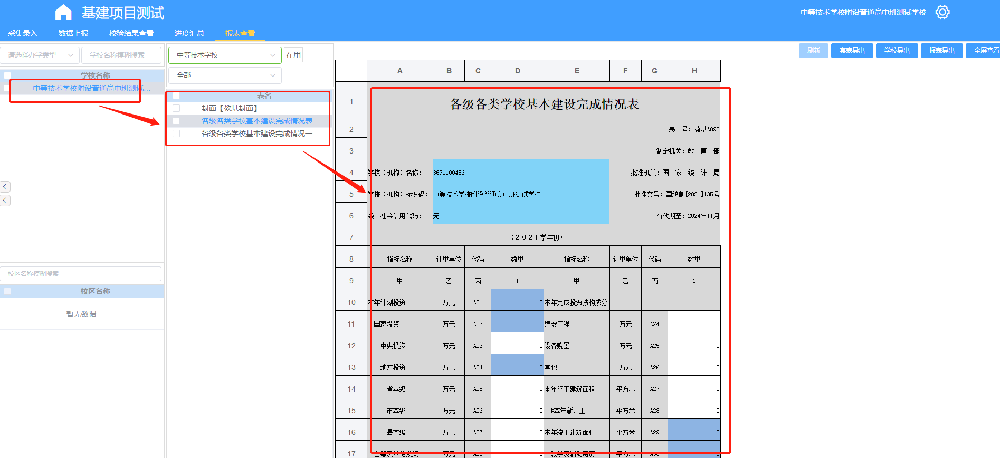 基建项目测试
中等技术学校附设普通高中班测试学校
采集录入 数据上报 校验结果查看 进度汇总 报表查看
请选择办学类型 学校名称模糊搜索
学校名称
中等技术学校附设普通高中班测试...
校区名称模糊搜索
校区名称
暂无数据
中等技术学校 在用
全部
表名
封面【教基封面】
各级各类学校基本建设完成情况表...
各级各类学校基本建设完成情况一...
刷新 套表导出 学校导出 报表导出 全屏查看
A B C D E F G H
1 各级各类学校基本建设完成情况表
2 表 号：教基A092
3 制定机关：教 育 部
4 学校（机构）名称： 3691100456 批准机关：国 家 统 计 局
5 学校（机构）标识码： 中等技术学校附设普通高中班测试学校 批准文号：国统制[2021]135号
6 统一社会信用代码： 无 有效期至：2024年11月
7 （２０２１学年初）
8 指标名称 计量单位 代码 数量 指标名称 计量单位 代码 数量
9 甲 乙 丙 1 甲 乙 丙 1
10 本年计划投资 万元 A01 0 本年完成投资按构成分 — — —
11 国家投资 万元 A02 0 建安工程 万元 A24 0
12 中央投资 万元 A03 0 设备购置 万元 A25 0
13 地方投资 万元 A04 0 其他 万元 A26 0
14 省本级 万元 A05 0 本年施工建筑面积 平方米 A27 0
15 市本级 万元 A06 0 #本年新开工 平方米 A28 0
16 县本级 万元 A07 0 本年竣工建筑面积 平方米 A29 0
17 自筹及其他投资 万元 A08 0 教学及辅助用房 平方米 A30 0